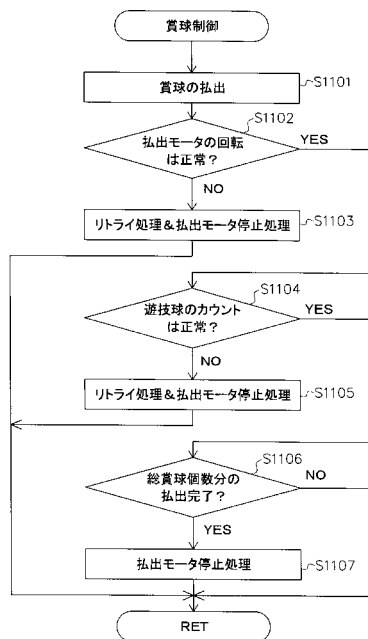 賞球制御
賞球の払出
S1101
S1102
払出モータの回転
は正常?
YES
NO
リトライ処理&払出モータ停止処理
S1103
S1104
遊技球のカウント
は正常?
YES
NO
リトライ処理&払出モータ停止処理
S1105
S1106
総賞球個数分の
払出完了?
NO
YES
払出モータ停止処理
S1107
RET